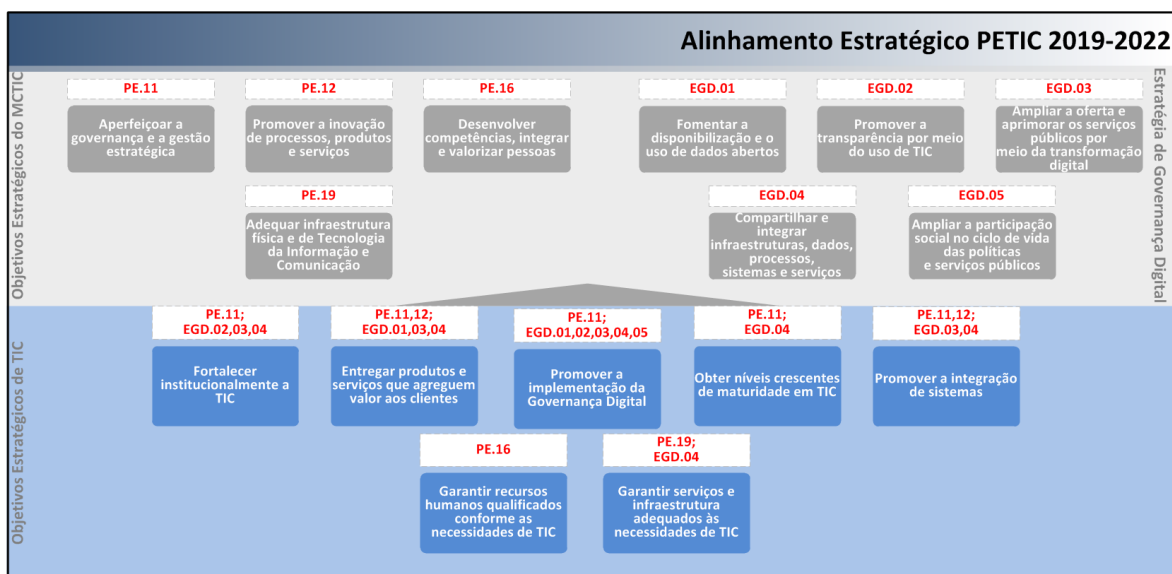 Alinhamento Estratégico PETIC 2019-2022
Objetivos Estratégicos do MCTIC
PE.11
Aperfeiçoar a
governança e a gestão
estratégica
PE.12
Promover a inovação
de processos, produtos
e serviços
PE.16
Desenvolver
competências, integrar
e valorizar pessoas
PE.19
Adequar infraestrutura
física e de Tecnologia
da Informação e
Comunicação
EGD.01
Fomentar a
disponibilização e o
uso de dados abertos
EGD.02
Promover a
transparência por meio
do uso de TIC
EGD.03
Ampliar a oferta e
aprimorar os serviços
públicos por
meio da transformação
digital
EGD.04
Compartilhar e
integrar
infraestruturas, dados,
processos,
sistemas e serviços
EGD.05
Ampliar a participação
social no ciclo de vida
das políticas
e serviços públicos
Estratégia de Governança Digital
Objetivos Estratégicos de TIC
PE.11;
EGD.02,03,04
Fortalecer
institucionalmente a
TIC
PE.11,12;
EGD.01,03,04
Entregar produtos e
serviços que agreguem
valor aos clientes
PE.11;
EGD.01,02,03,04,05
Promover a
implementação da
Governança Digital
PE.11;
EGD.04
Obter níveis crescentes
de maturidade em TIC
PE.11,12;
EGD.03,04
Promover a integração
de sistemas
PE.16
Garantir recursos
humanos qualificados
conforme as
necessidades de TIC
PE.19;
EGD.04
Garantir serviços e
infraestrutura
adequados às
necessidades de TIC